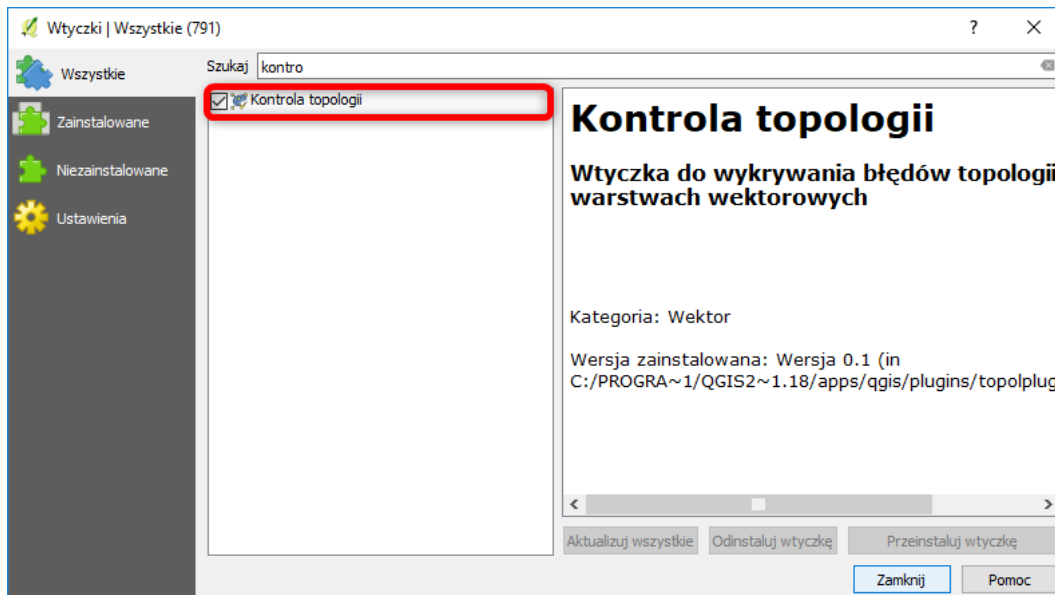 Wtyczki | Wszystkie (791)
?
Wszystkie
Zainstalowane
Niezainstalowane
Ustawienia
Szukaj kontro
Kontrola topologii
Kontrola topologii
Wtyczka do wykrywania błędów topologii
warstwach wektorowych
Kategoria: Wektor
Wersja zainstalowana: Wersja 0.1 (in
C:/PROGRA~1/QGIS2~1.18/apps/qgis/plugins/topolplug
Aktualizuj wszystkie Odinstaluj wtyczkę Przeinstaluj wtyczkę
Zamknij Pomoc